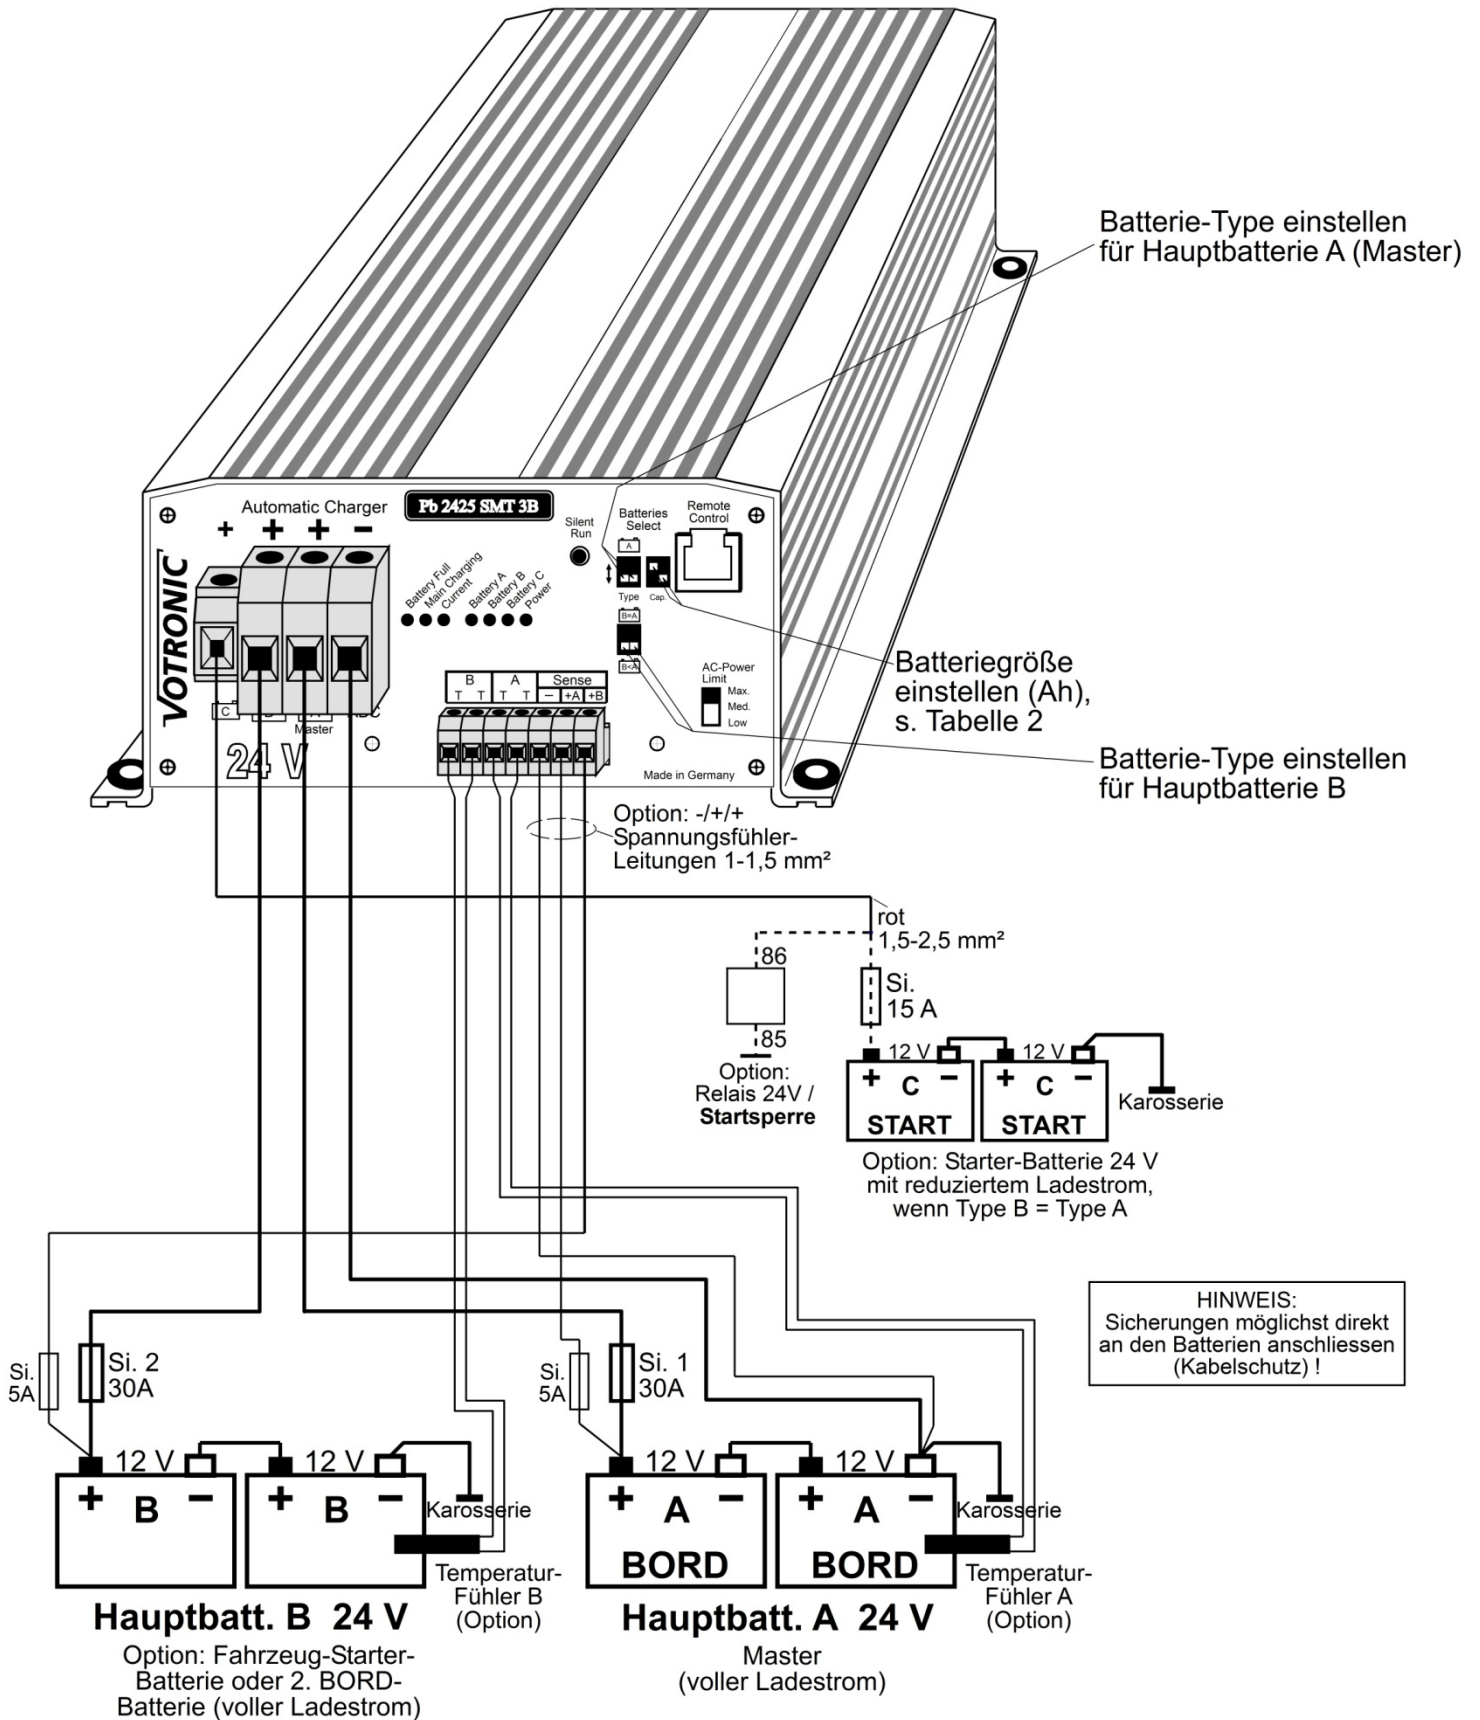 Batterie-Type einstellen
für Hauptbatterie A (Master)
Automatic Charger
Pb 2425 SMT 3B
+ + + −
Silent
Run
Batteries
Select
Remote
Control
A
Type
Cap.
B=A
B<A
VOTRONIC
Battery Full
Main Charging
Current
Battery A
Battery B
Battery C
Power
AC-Power
Limit
Max.
Med.
Low
B A Sense
T T T T − +A +B
C
Master
24 V
Made in Germany
Batteriegröße
einstellen (Ah),
s. Tabelle 2
Batterie-Type einstellen
für Hauptbatterie B
Option: -/+/+
Spannungsfühler-
Leitungen 1-1,5 mm²
rot
1,5-2,5 mm²
86
85
Option:
Relais 24V /
Startsperre
Si.
15 A
12 V 12 V
+ C − + C −
START START
Karosserie
Option: Starter-Batterie 24 V
mit reduziertem Ladestrom,
wenn Type B = Type A
HINWEIS:
Sicherungen möglichst direkt
an den Batterien anschliessen
(Kabelschutz) !
Si.
5A
Si. 2
30A
Si.
5A
Si. 1
30A
12 V 12 V
+ B − + B −
Karosserie
Temperatur-
Fühler B
(Option)
Hauptbatt. B 24 V
Option: Fahrzeug-Starter-
Batterie oder 2. BORD-
Batterie (voller Ladestrom)
12 V 12 V
+ A − + A −
BORD BORD
Karosserie
Temperatur-
Fühler A
(Option)
Hauptbatt. A 24 V
Master
(voller Ladestrom)